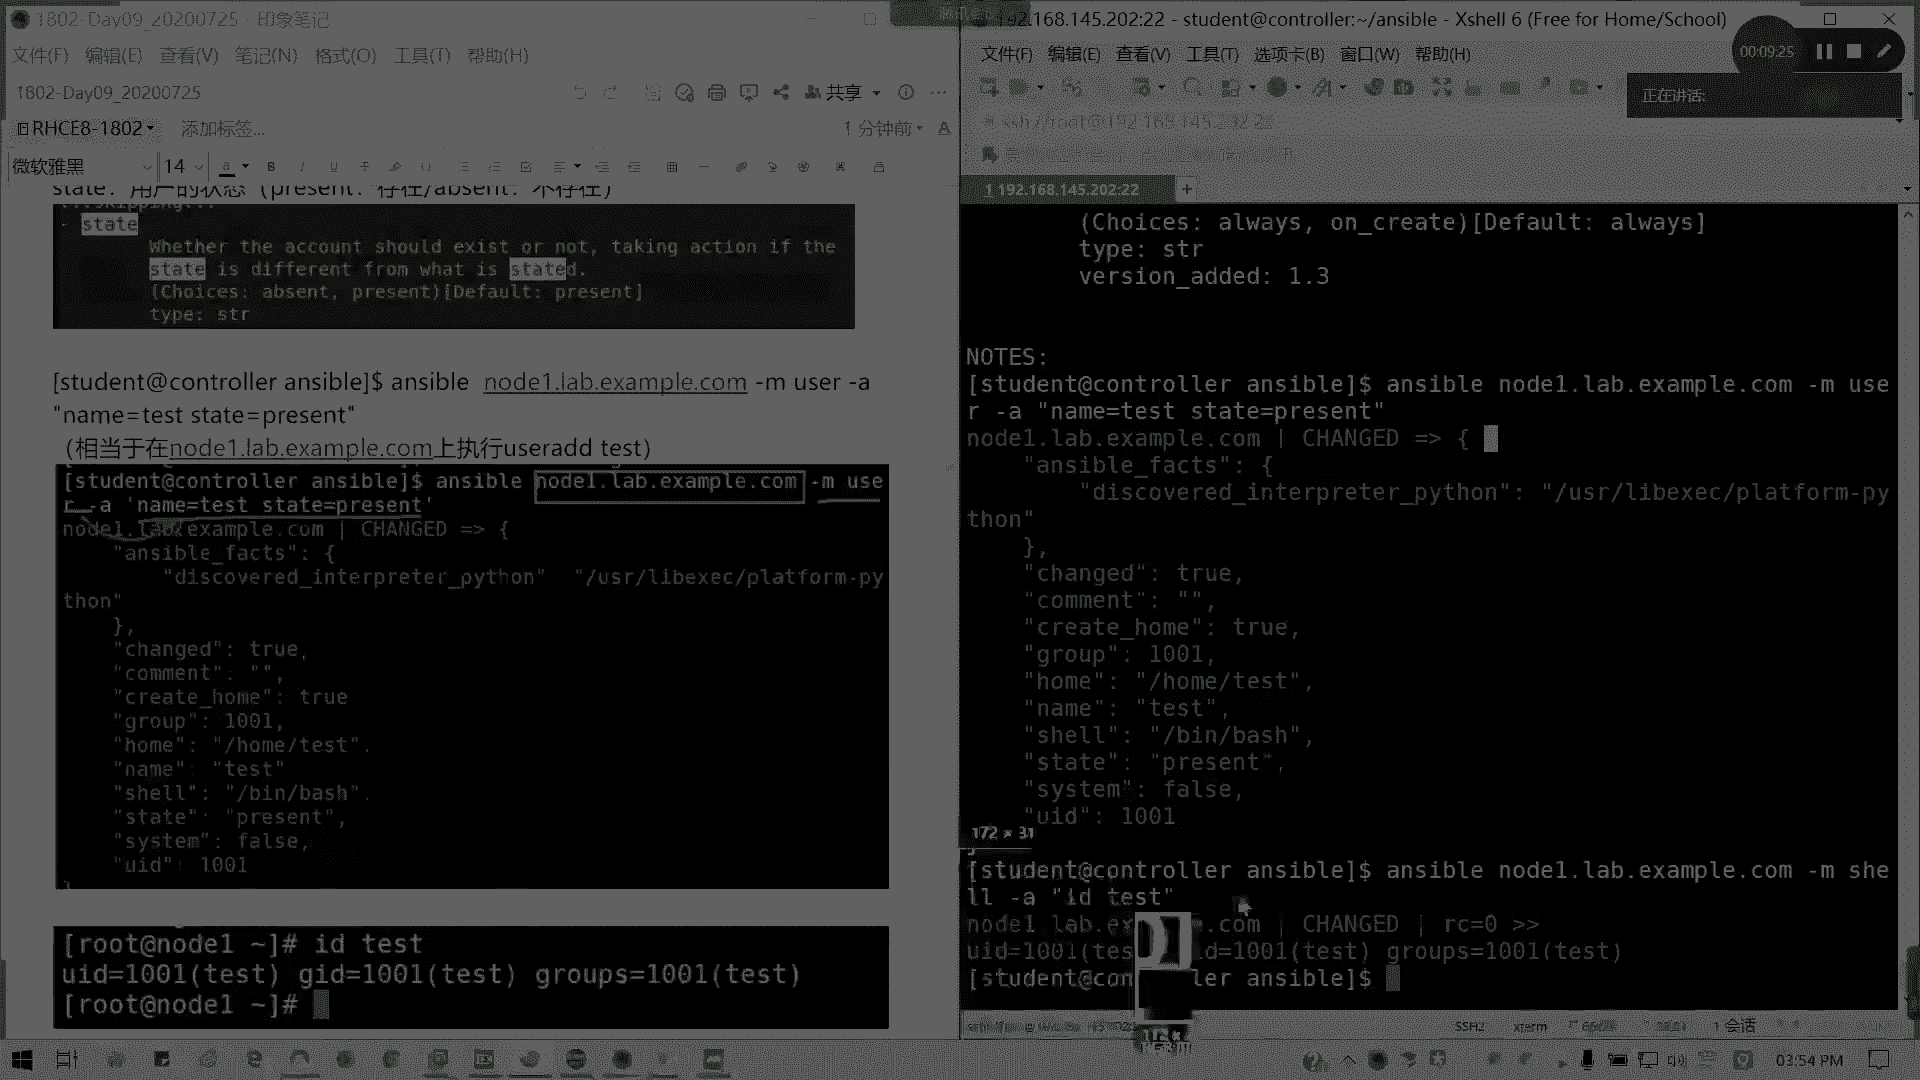 1802-Day09_20200725 - 印象笔记
文件(F) 编辑(E) 查看(V) 笔记(N) 格式(O) 工具(T) 帮助(H)
1802-Day09_20200725
共享
RHCE8-1802
添加标签...
1 分钟前
微软雅黑
14
state: 用户的状态 (present: 存在/absent: 不存在)
...skipping...
- state
Whether the account should exist or not, taking action if the
state is different from what is stated.
(Choices: absent, present)[Default: present]
type: str
[student@controller ansible]$ ansible node1.lab.example.com -m user -a
"name=test state=present"
（相当于在node1.lab.example.com上执行useradd test)
[student@controller ansible]$ ansible node1.lab.example.com -m use
r -a 'name=test state=present'
node1.lab.example.com | CHANGED => {
"ansible_facts": {
"discovered_interpreter_python" "/usr/libexec/platform-py
thon"
},
"changed": true,
"comment": "",
"create_home": true
"group": 1001,
"home": "/home/test".
"name": "test"
"shell": "/bin/bash".
"state": "present",
"system": false,
"uid": 1001
}
[root@node1 ~]# id test
uid=1001(test) gid=1001(test) groups=1001(test)
[root@node1 ~]#
192.168.145.202:22 - student@controller:~/ansible - Xshell 6 (Free for Home/School)
文件(F) 编辑(E) 查看(V) 工具(T) 选项卡(B) 窗口(W) 帮助(H)
00:09:25
正在讲话:
ssh://root@192.168.145.202:22
1 192.168.145.202:22
(Choices: always, on_create)[Default: always]
type: str
version_added: 1.3
NOTES:
[student@controller ansible]$ ansible node1.lab.example.com -m use
r -a "name=test state=present"
node1.lab.example.com | CHANGED => {
"ansible_facts": {
"discovered_interpreter_python": "/usr/libexec/platform-py
thon"
},
"changed": true,
"comment": "",
"create_home": true,
"group": 1001,
"home": "/home/test",
"name": "test",
"shell": "/bin/bash",
"state": "present",
"system": false,
"uid": 1001
172 × 31
}
[student@controller ansible]$ ansible node1.lab.example.com -m she
ll -a "id test"
node1.lab.ex .com | CHANGED | rc=0 >>
uid=1001(tes d=1001(test) groups=1001(test)
[student@con ler ansible]$
SSH2 xterm 1 会话
03:54 PM